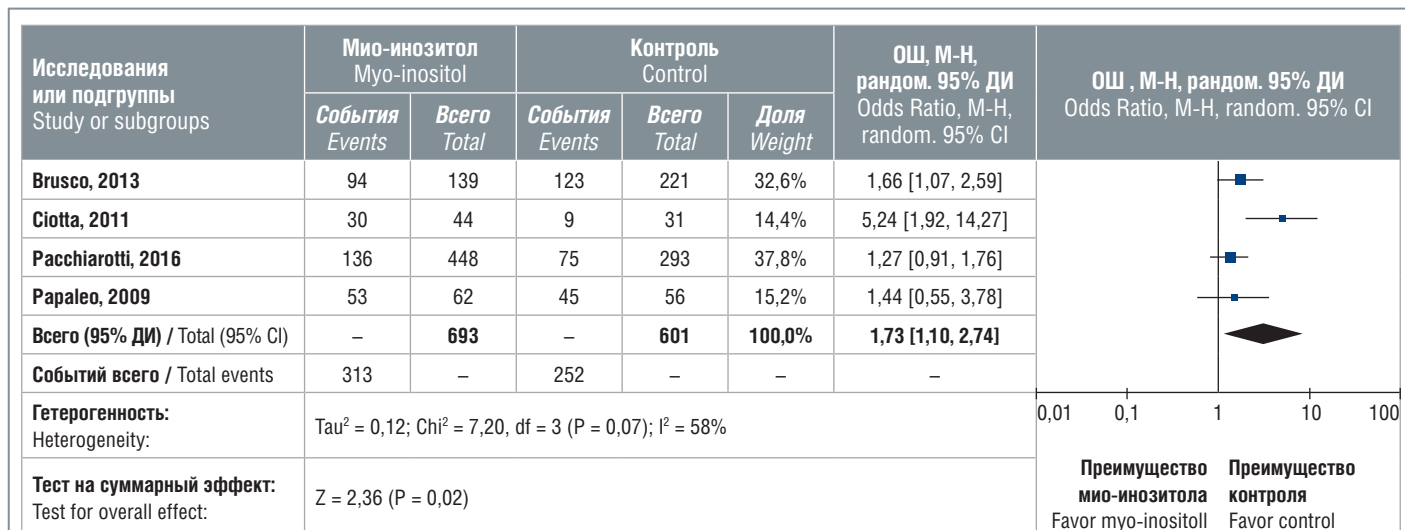 Исследования
или подгруппы
Study or subgroups
Мио-инозитол
Myo-inositol
Контроль
Control
ОШ, М-Н,
рандом. 95% ДИ
Odds Ratio, M-H,
random. 95% CI
ОШ , М-Н, рандом. 95% ДИ
Odds Ratio, M-H, random. 95% CI
События
Events
Всего
Total
События
Events
Всего
Total
Доля
Weight
Brusco, 2013 94 139 123 221 32,6% 1,66 [1,07, 2,59]
Ciotta, 2011 30 44 9 31 14,4% 5,24 [1,92, 14,27]
Pacchiarotti, 2016 136 448 75 293 37,8% 1,27 [0,91, 1,76]
Papaleo, 2009 53 62 45 56 15,2% 1,44 [0,55, 3,78]
Всего (95% ДИ) / Total (95% CI) – 693 – 601 100,0% 1,73 [1,10, 2,74]
Событий всего / Total events 313 – 252 – – –
Гетерогенность:
Heterogeneity:
Tau² = 0,12; Chi² = 7,20, df = 3 (P = 0,07); I² = 58%
0,01 0,1 1 10 100
Тест на суммарный эффект:
Test for overall effect:
Z = 2,36 (P = 0,02)
Преимущество
мио-инозитола
Favor myo-inositoll
Преимущество
контроля
Favor control